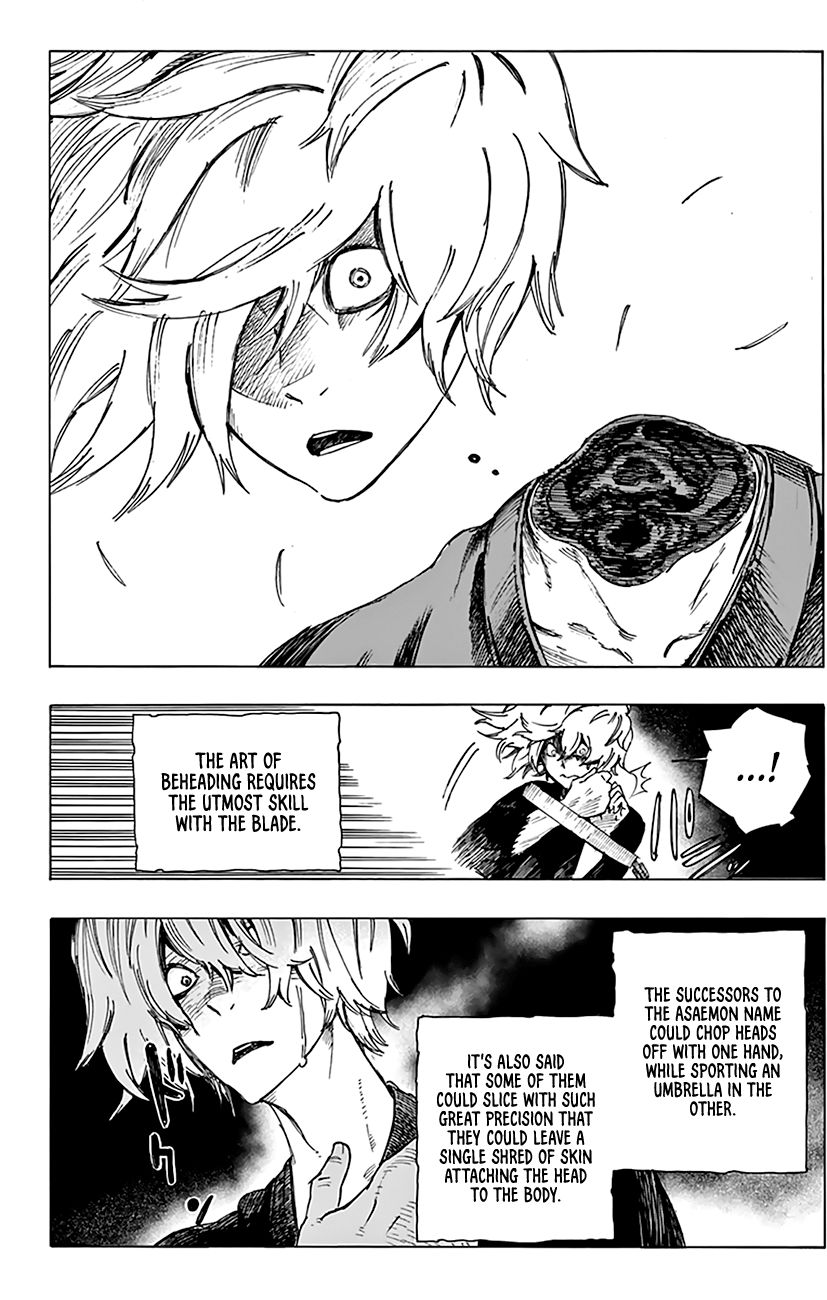 ...!
THE ART OF
BEHEADING REQUIRES
THE UTMOST SKILL
WITH THE BLADE.
THE SUCCESSORS TO
THE ASAEMON NAME
COULD CHOP HEADS
OFF WITH ONE HAND,
WHILE SPORTING AN
UMBRELLA IN THE
OTHER.
IT'S ALSO SAID
THAT SOME OF THEM
COULD SLICE WITH SUCH
GREAT PRECISION THAT
THEY COULD LEAVE A
SINGLE SHRED OF SKIN
ATTACHING THE HEAD
TO THE BODY.
ドクン